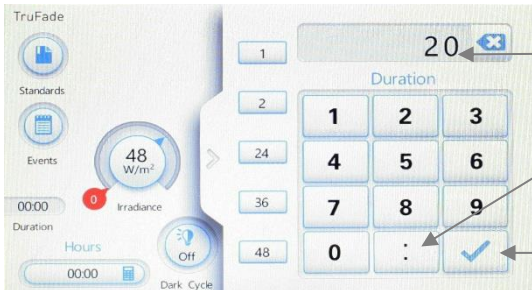 TruFade
Standards
Events
48
W/m²
0
Irradiance
00:00
Duration
Hours
00:00
Off
Dark Cycle
1
2
24
36
48
20
Duration
1 2 3
4 5 6
7 8 9
0 :